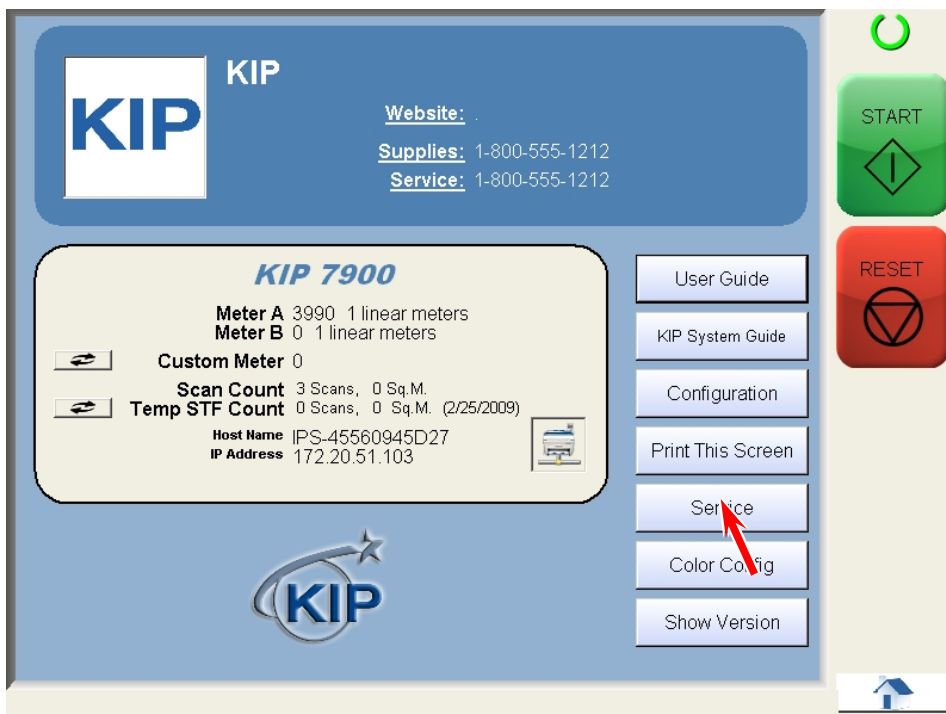 KIP
KIP
Website: .
Supplies: 1-800-555-1212
Service: 1-800-555-1212
KIP 7900
Meter A 3990 1 linear meters
Meter B 0 1 linear meters
Custom Meter 0
Scan Count 3 Scans, 0 Sq.M.
Temp STF Count 0 Scans, 0 Sq.M. (2/25/2009)
Host Name IPS-45560945D27
IP Address 172.20.51.103
User Guide
KIP System Guide
Configuration
Print This Screen
Service
Color Config
Show Version
KIP
START
RESET